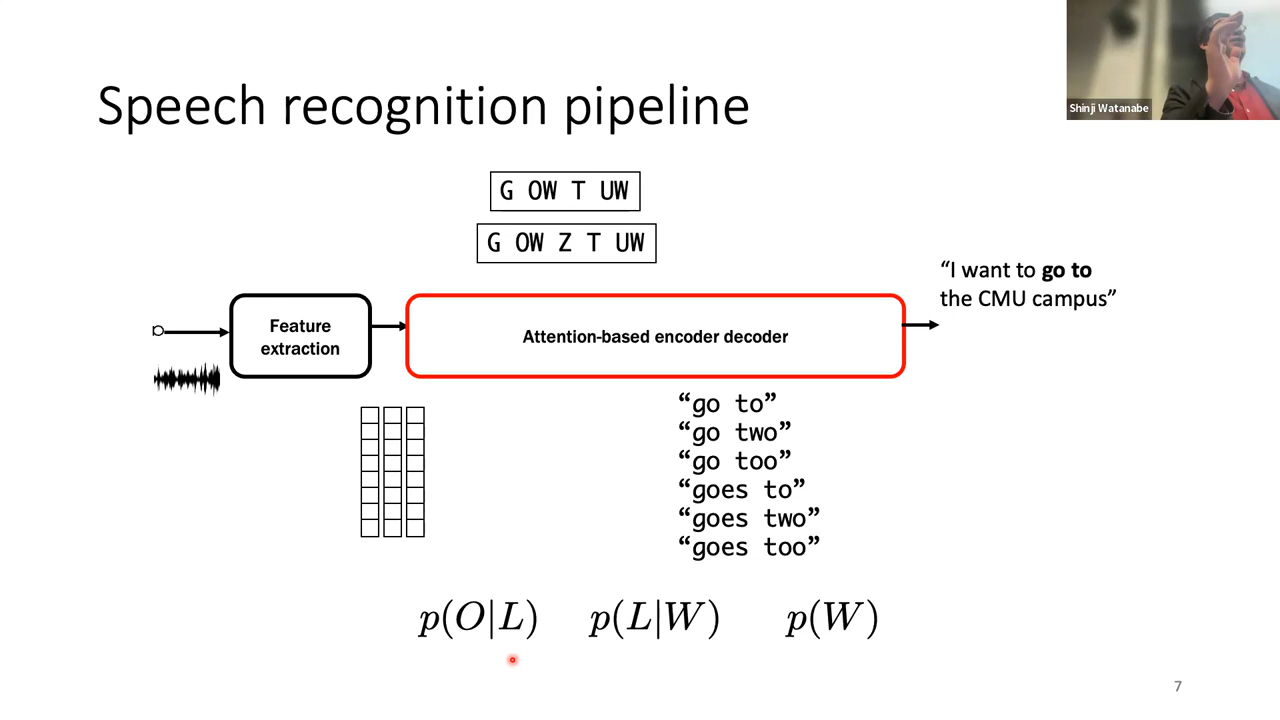 Shinji Watanabe
Speech recognition pipeline
G OW T UW
G OW Z T UW
Feature
extraction
Attention-based encoder decoder
“I want to go to
the CMU campus”
“go to”
“go two”
“go too”
“goes to”
“goes two”
“goes too”
p(O|L) p(L|W) p(W)
7